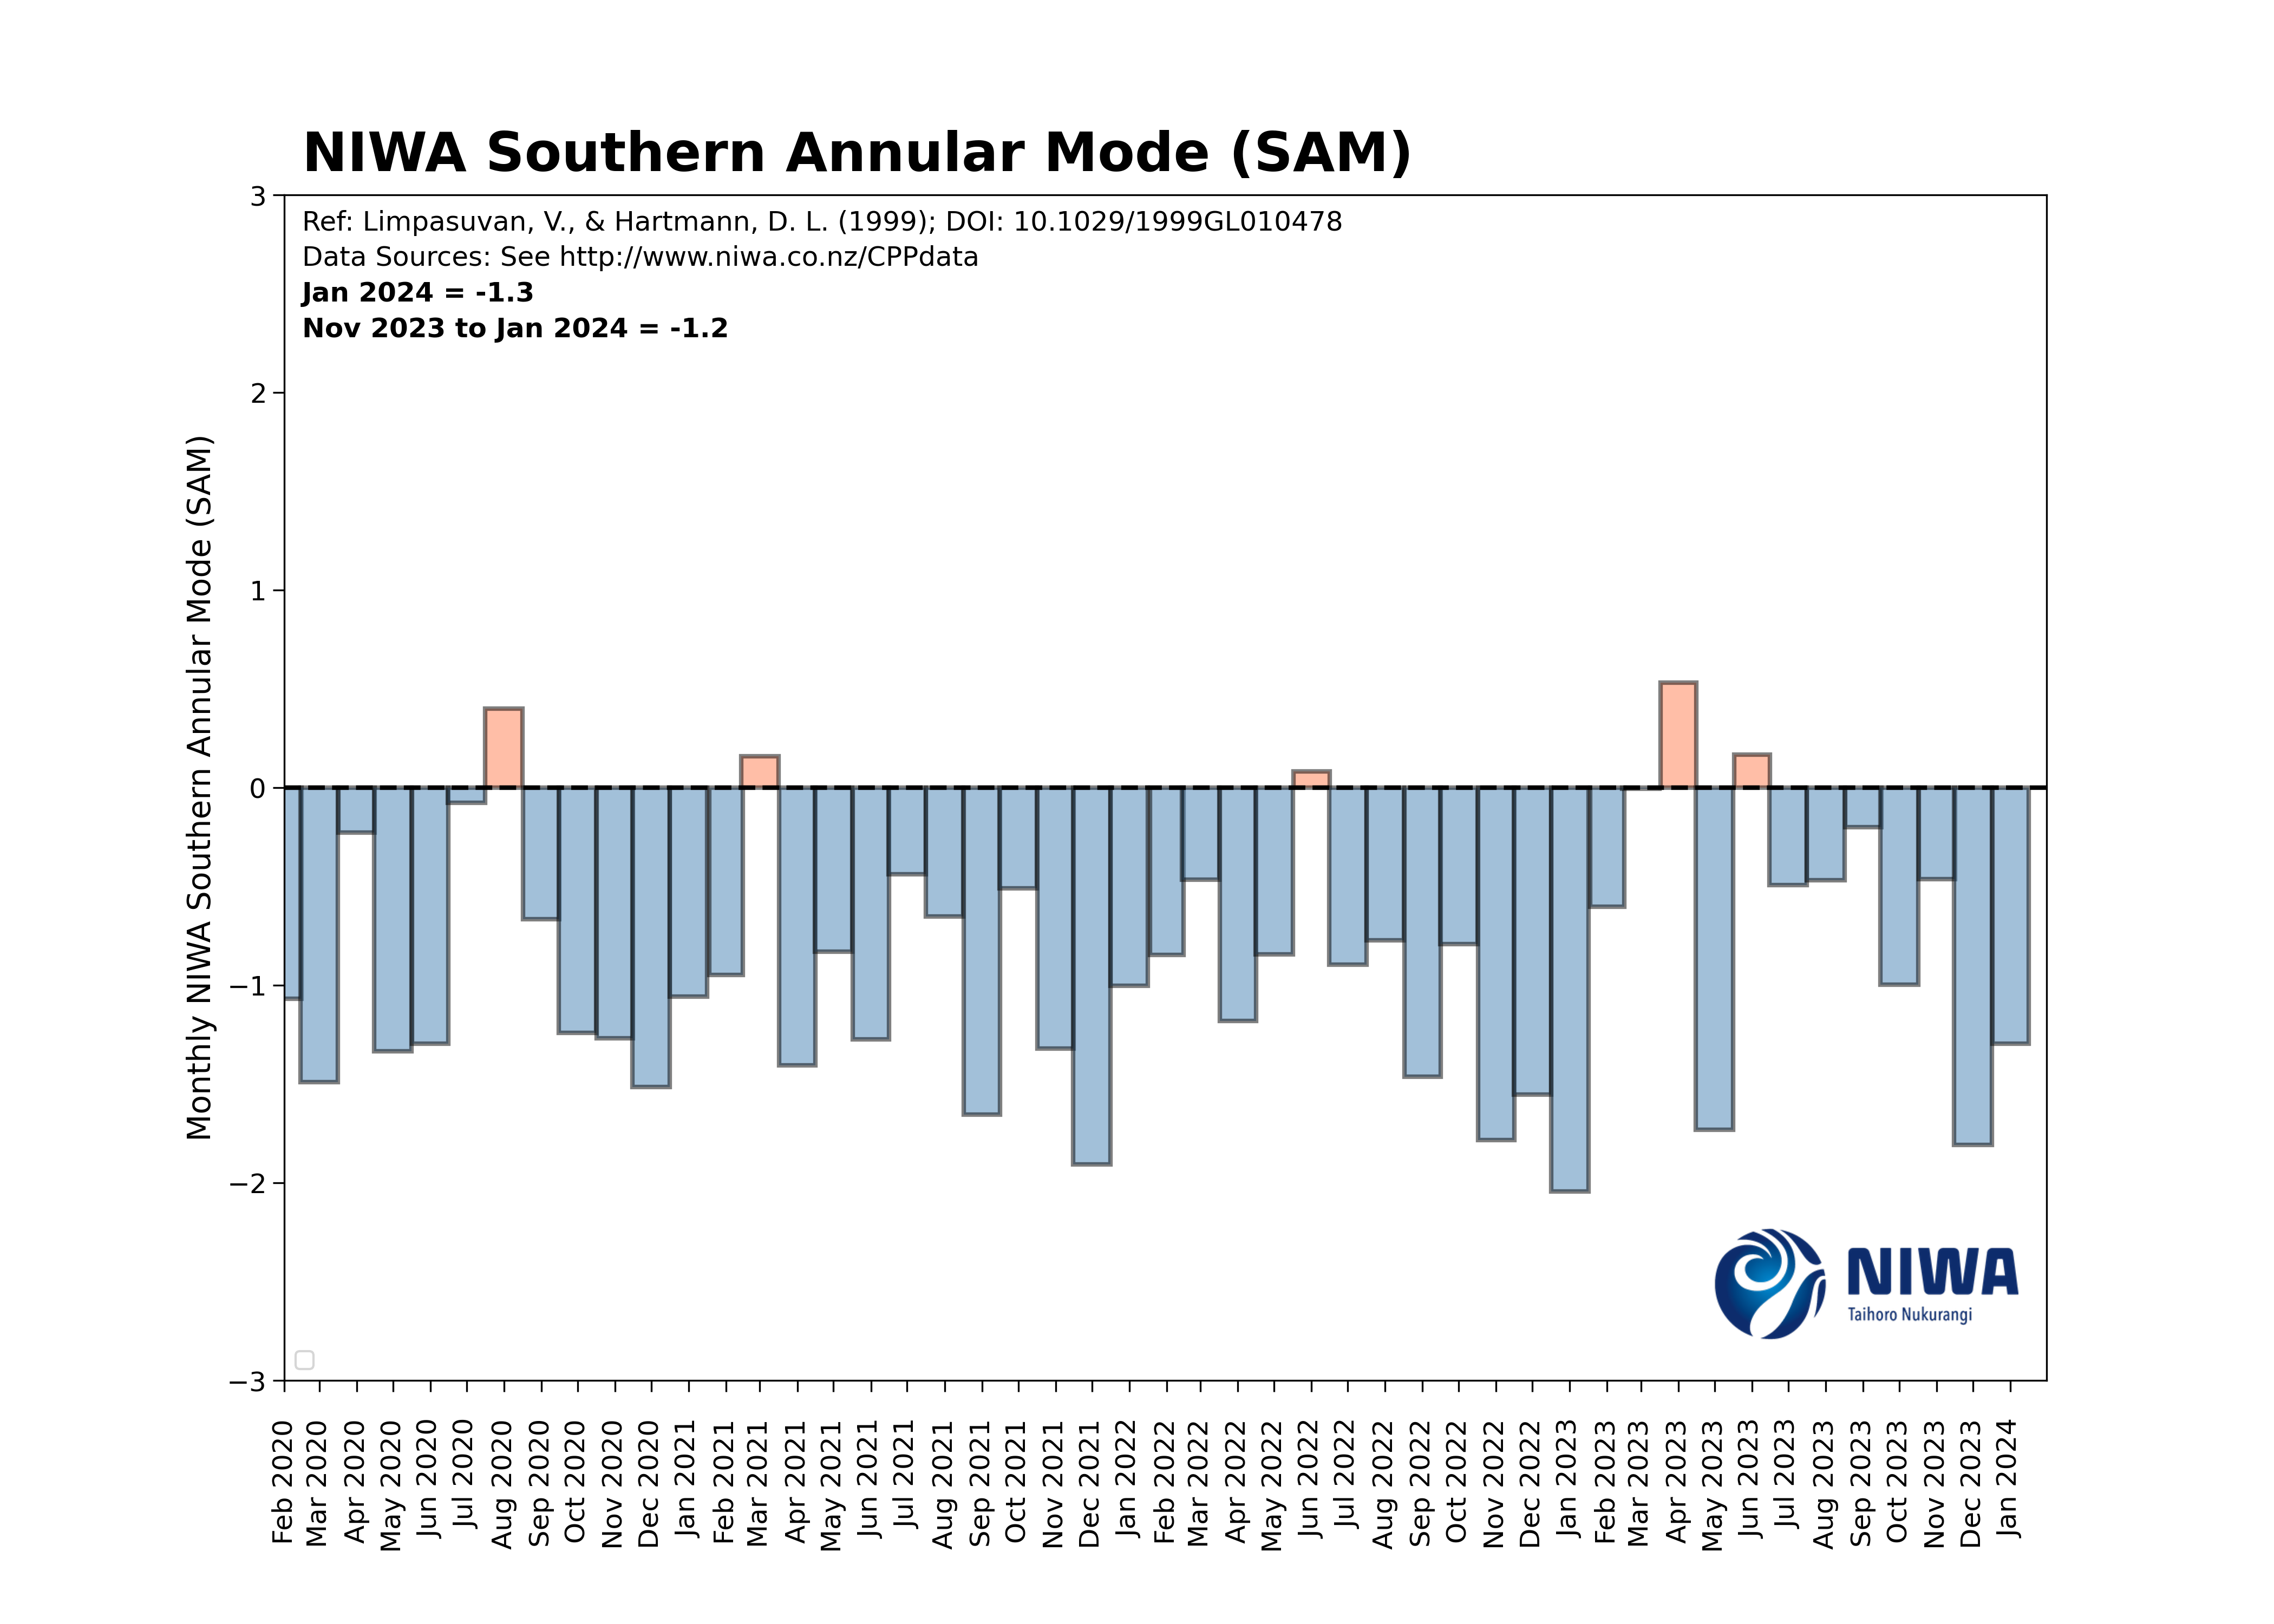 NIWA Southern Annular Mode (SAM)
Ref: Limpasuvan, V., & Hartmann, D. L. (1999); DOI: 10.1029/1999GL010478
Data Sources: See http://www.niwa.co.nz/CPPdata
Jan 2024 = -1.3
Nov 2023 to Jan 2024 = -1.2
Monthly NIWA Southern Annular Mode (SAM)
3
2
1
0
−1
−2
−3
NIWA
Taihoro Nukurangi
Feb 2020
Mar 2020
Apr 2020
May 2020
Jun 2020
Jul 2020
Aug 2020
Sep 2020
Oct 2020
Nov 2020
Dec 2020
Jan 2021
Feb 2021
Mar 2021
Apr 2021
May 2021
Jun 2021
Jul 2021
Aug 2021
Sep 2021
Oct 2021
Nov 2021
Dec 2021
Jan 2022
Feb 2022
Mar 2022
Apr 2022
May 2022
Jun 2022
Jul 2022
Aug 2022
Sep 2022
Oct 2022
Nov 2022
Dec 2022
Jan 2023
Feb 2023
Mar 2023
Apr 2023
May 2023
Jun 2023
Jul 2023
Aug 2023
Sep 2023
Oct 2023
Nov 2023
Dec 2023
Jan 2024